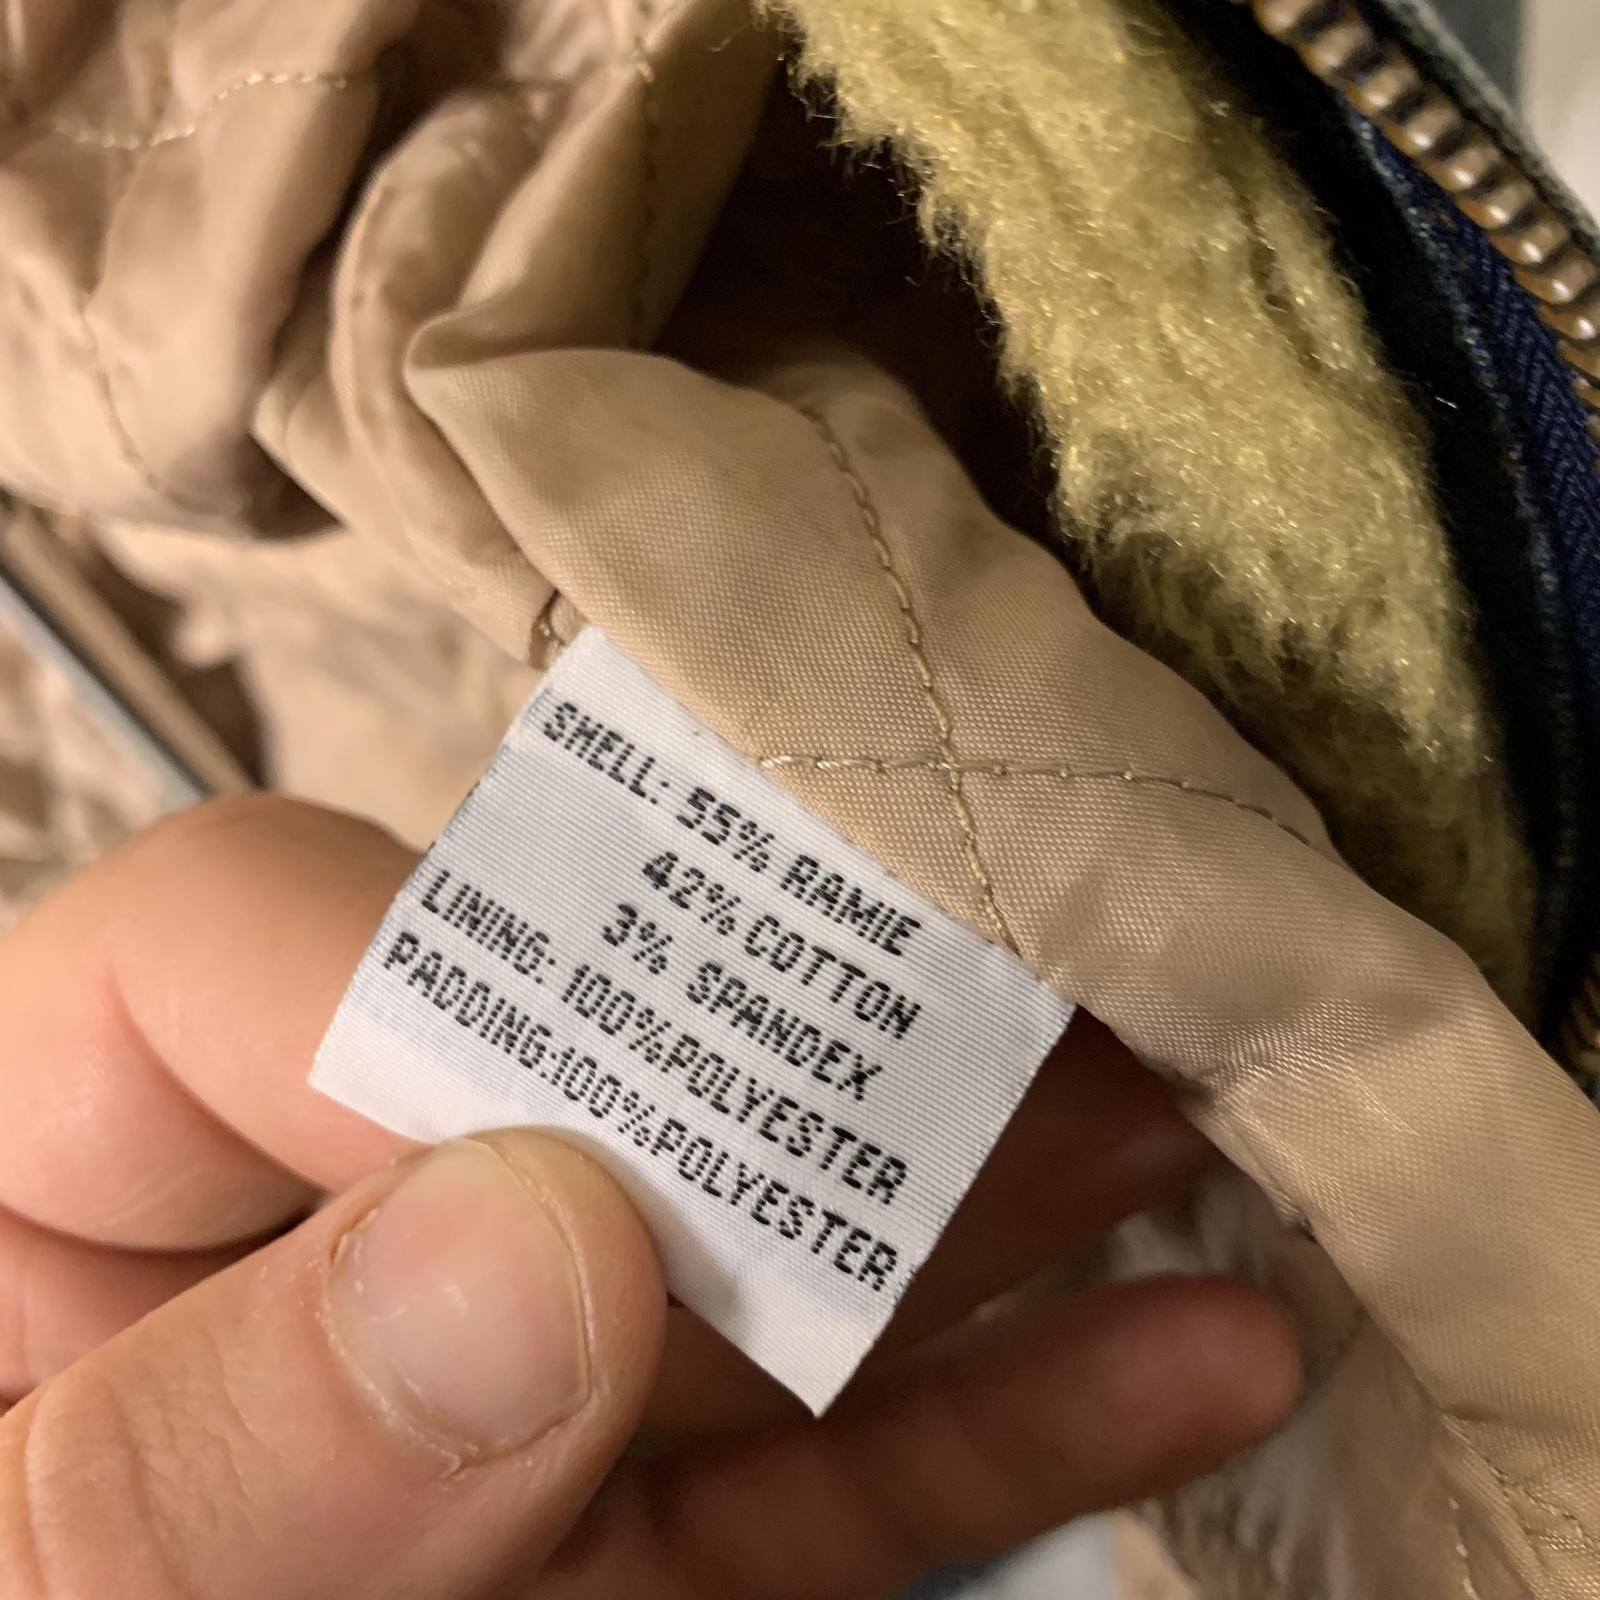 SHELL: 55% RAMIE
42% COTTON
3% SPANDEX
LINING: 100%POLYESTER
PADDING:100%POLYESTER